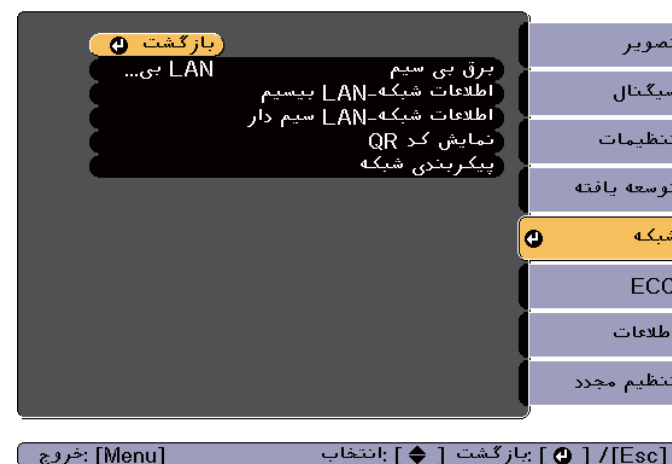 بازگشت
برق بی سیم LAN بی...
اطلاعات شبکه-LAN بیسیم
اطلاعات شبکه-LAN سیم دار
نمایش کد QR
پیکربندی شبکه
تصویر
سیگنال
تنظیمات
توسعه یافته
شبکه
ECO
اطلاعات
تنظیم مجدد
[Esc]/[ ] :بازگشت [ ] :انتخاب [Menu] :خروج